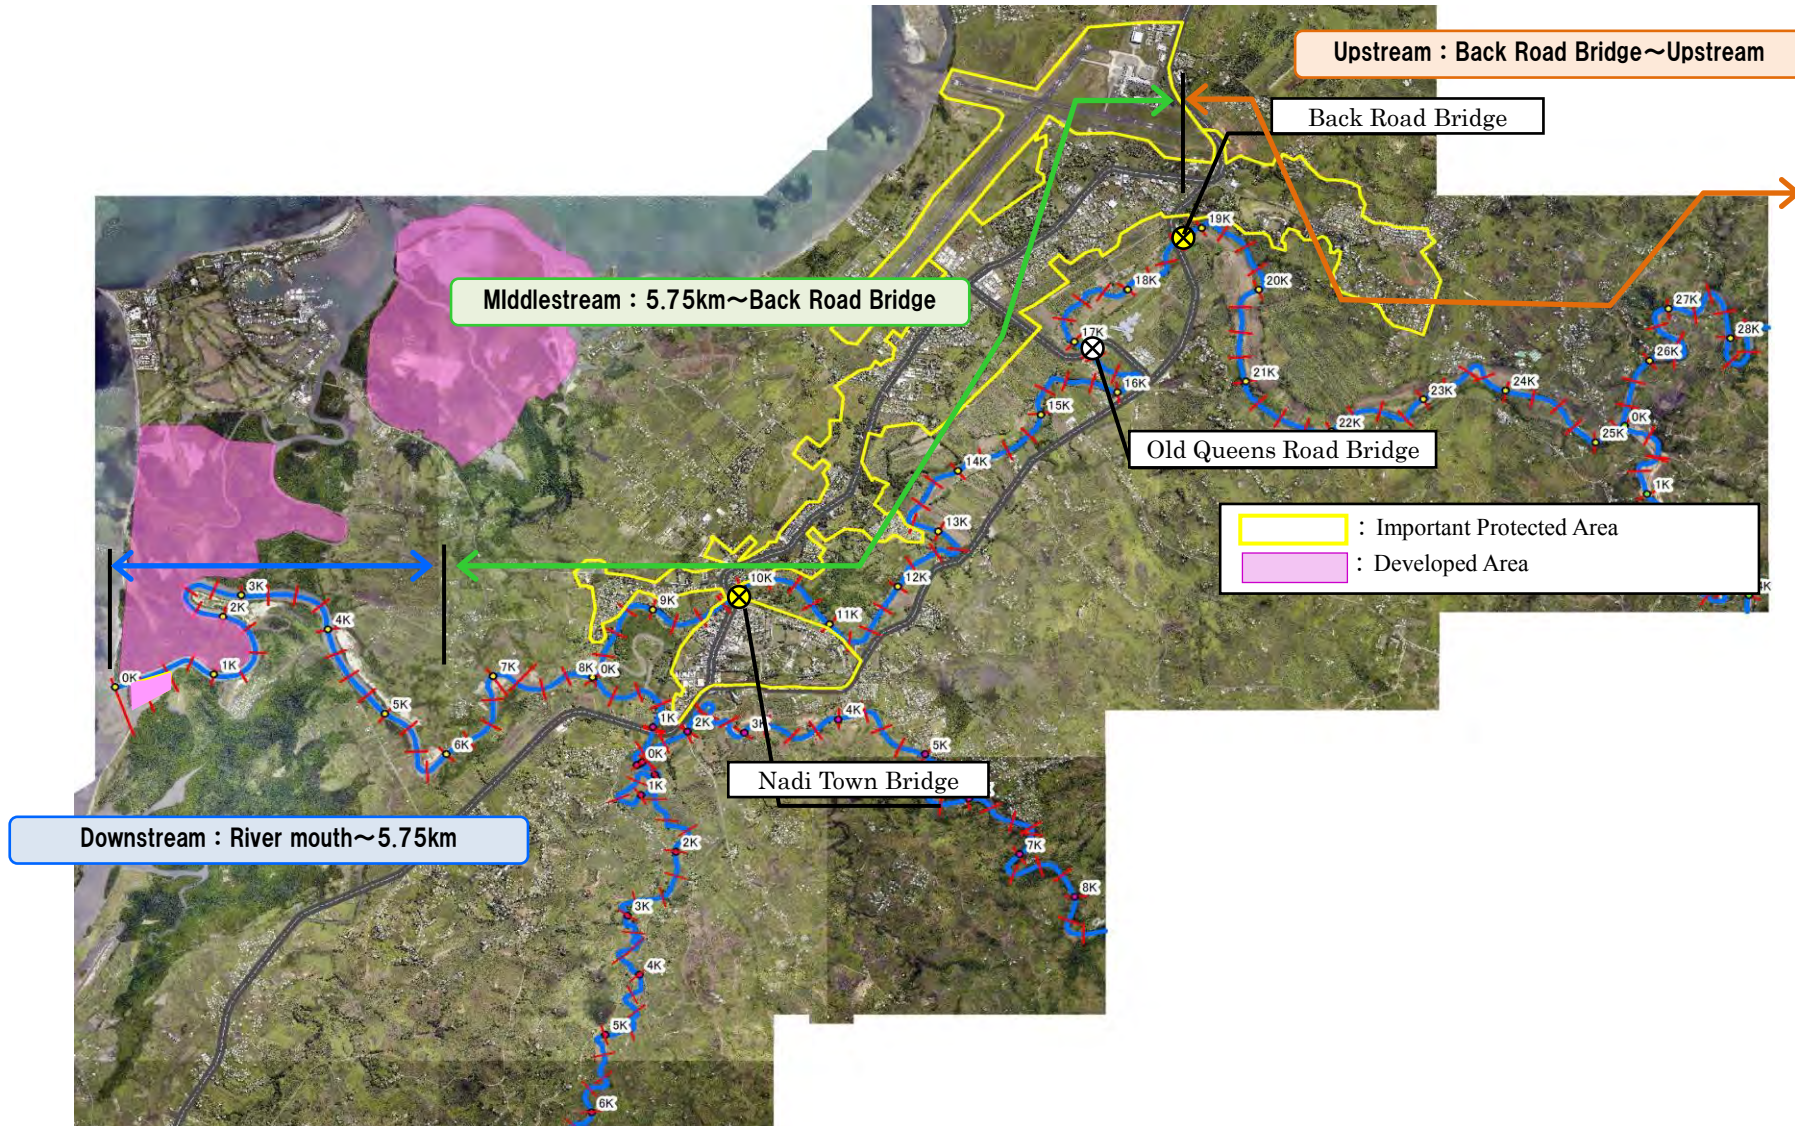 Upstream：Back Road Bridge～Upstream
Back Road Bridge
19K
18K
20K
MIddlestream：5.75km～Back Road Bridge
27K
28K
17K
26K
21K
16K
15K
24K
23K
22K
0K
25K
Old Queens Road Bridge
14K
1K
13K
：Important Protected Area
：Developed Area
10K
12K
3K
2K
9K
11K
4K
1K
0K
7K
8K
0K
5K
6K
1K
2K
3K
4K
5K
0K
1K
Nadi Town Bridge
Downstream：River mouth～5.75km
2K
7K
8K
3K
4K
5K
6K